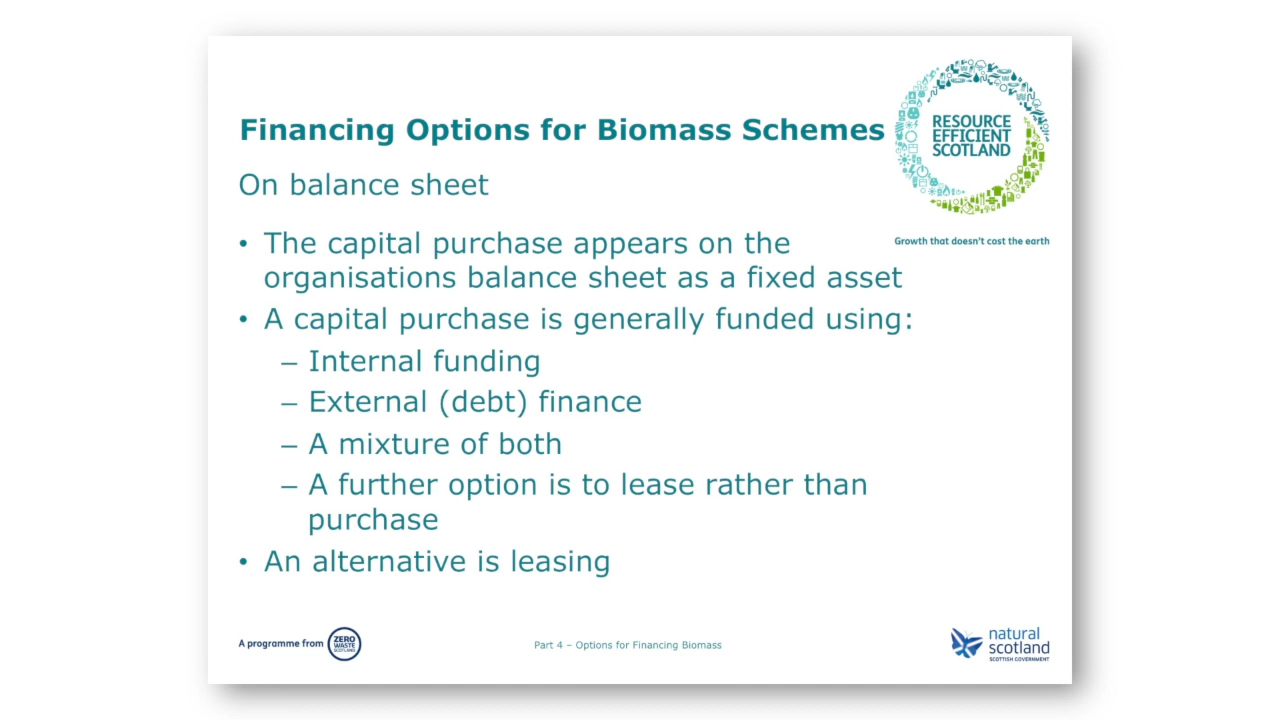 Financing Options for Biomass Schemes
RESOURCE
EFFICIENT
SCOTLAND
Growth that doesn't cost the earth
On balance sheet
• The capital purchase appears on the
organisations balance sheet as a fixed asset
• A capital purchase is generally funded using:
– Internal funding
– External (debt) finance
– A mixture of both
– A further option is to lease rather than
purchase
• An alternative is leasing
A programme from
ZERO
WASTE
SCOTLAND
Part 4 – Options for Financing Biomass
natural
scotland
SCOTTISH GOVERNMENT